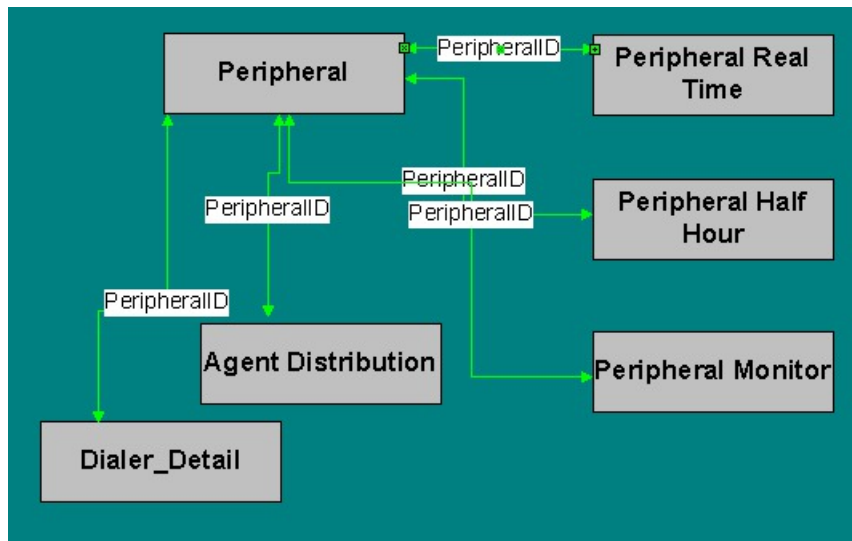 Peripheral
PeripheralID
Peripheral Real
Time
PeripheralID
PeripheralID
Peripheral Half
Hour
PeripheralID
PeripheralID
Agent Distribution
Peripheral Monitor
Dialer_Detail